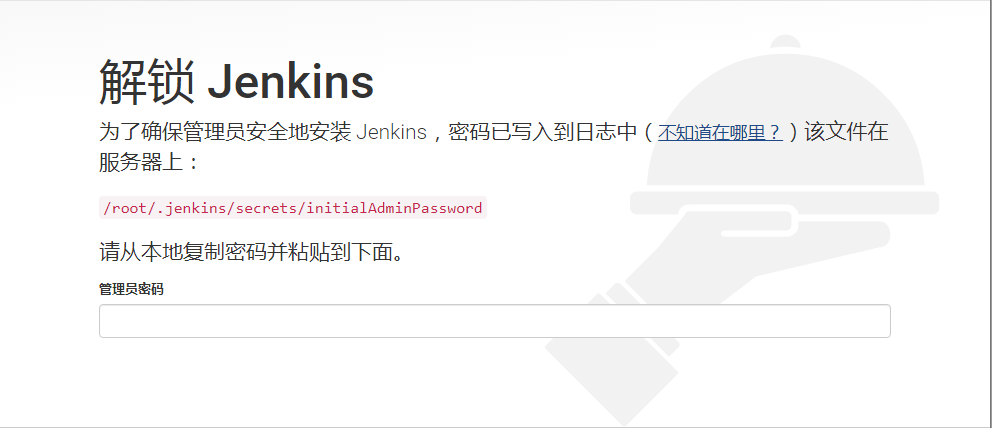 解锁 Jenkins
为了确保管理员安全地安装 Jenkins，密码已写入到日志中（不知道在哪里？）该文件在
服务器上：
/root/.jenkins/secrets/initialAdminPassword
请从本地复制密码并粘贴到下面。
管理员密码